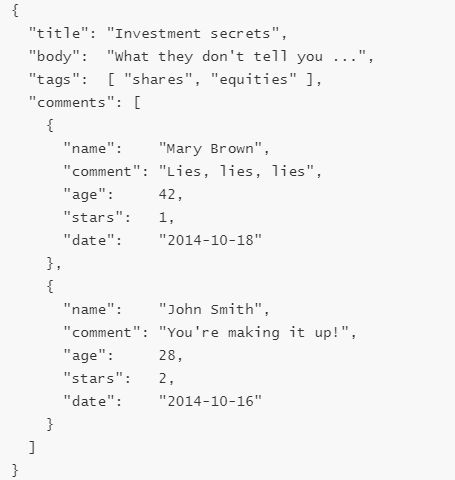 {
  "title": "Investment secrets",
  "body":  "What they don't tell you ...",
  "tags":  [ "shares", "equities" ],
  "comments": [
    {
      "name":    "Mary Brown",
      "comment": "Lies, lies, lies",
      "age":     42,
      "stars":   1,
      "date":    "2014-10-18"
    },
    {
      "name":    "John Smith",
      "comment": "You're making it up!",
      "age":     28,
      "stars":   2,
      "date":    "2014-10-16"
    }
  ]
}